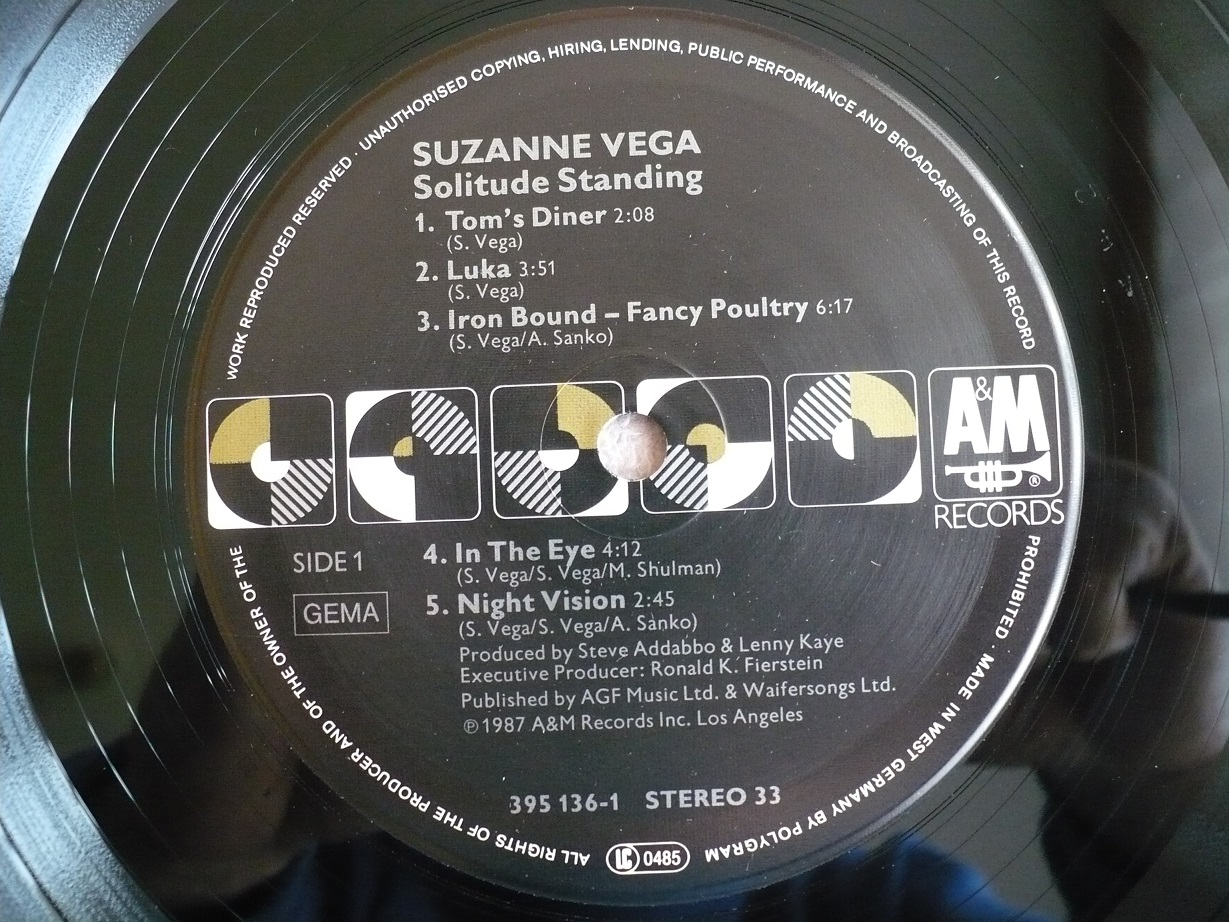 WORK REPRODUCED RESERVED · UNAUTHORISED COPYING, HIRING, LENDING, PUBLIC PERFORMANCE AND BROADCASTING OF THIS RECORD
SUZANNE VEGA
Solitude Standing
1. Tom's Diner 2:08
(S. Vega)
2. Luka 3:51
(S. Vega)
3. Iron Bound – Fancy Poultry 6:17
(S. Vega/A. Sanko)
A&M ®
RECORDS
SIDE 1
GEMA
4. In The Eye 4:12
(S. Vega/S. Vega/M. Shulman)
5. Night Vision 2:45
(S. Vega/S. Vega/A. Sanko)
Produced by Steve Addabbo & Lenny Kaye
Executive Producer: Ronald K. Fierstein
Published by AGF Music Ltd. & Waifersongs Ltd.
℗ 1987 A&M Records Inc. Los Angeles
395 136-1 STEREO 33
PROHIBITED · MADE IN WEST GERMANY BY POLYGRAM
LC 0485
ALL RIGHTS OF THE PRODUCER AND OF THE OWNER OF THE